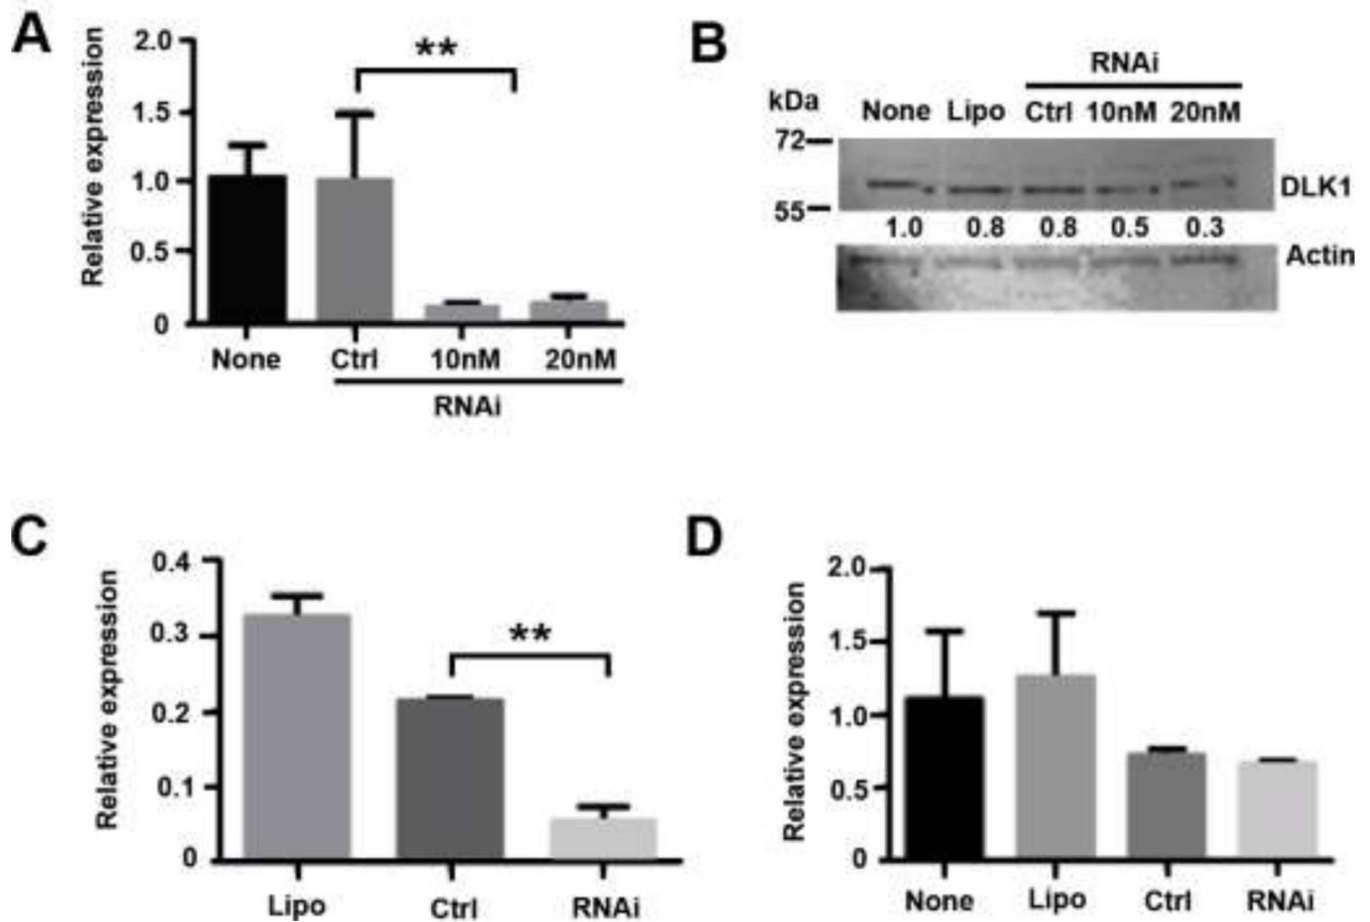 A
Relative expression
2.0
1.5
1.0
0.5
0
**
None Ctrl 10nM 20nM
RNAi
B
RNAi
kDa None Lipo Ctrl 10nM 20nM
72
DLK1
55
1.0 0.8 0.8 0.5 0.3
Actin
C
Relative expression
0.4
0.3
0.2
0.1
0
**
Lipo Ctrl RNAi
D
Relative expression
2.0
1.5
1.0
0.5
0
None Lipo Ctrl RNAi